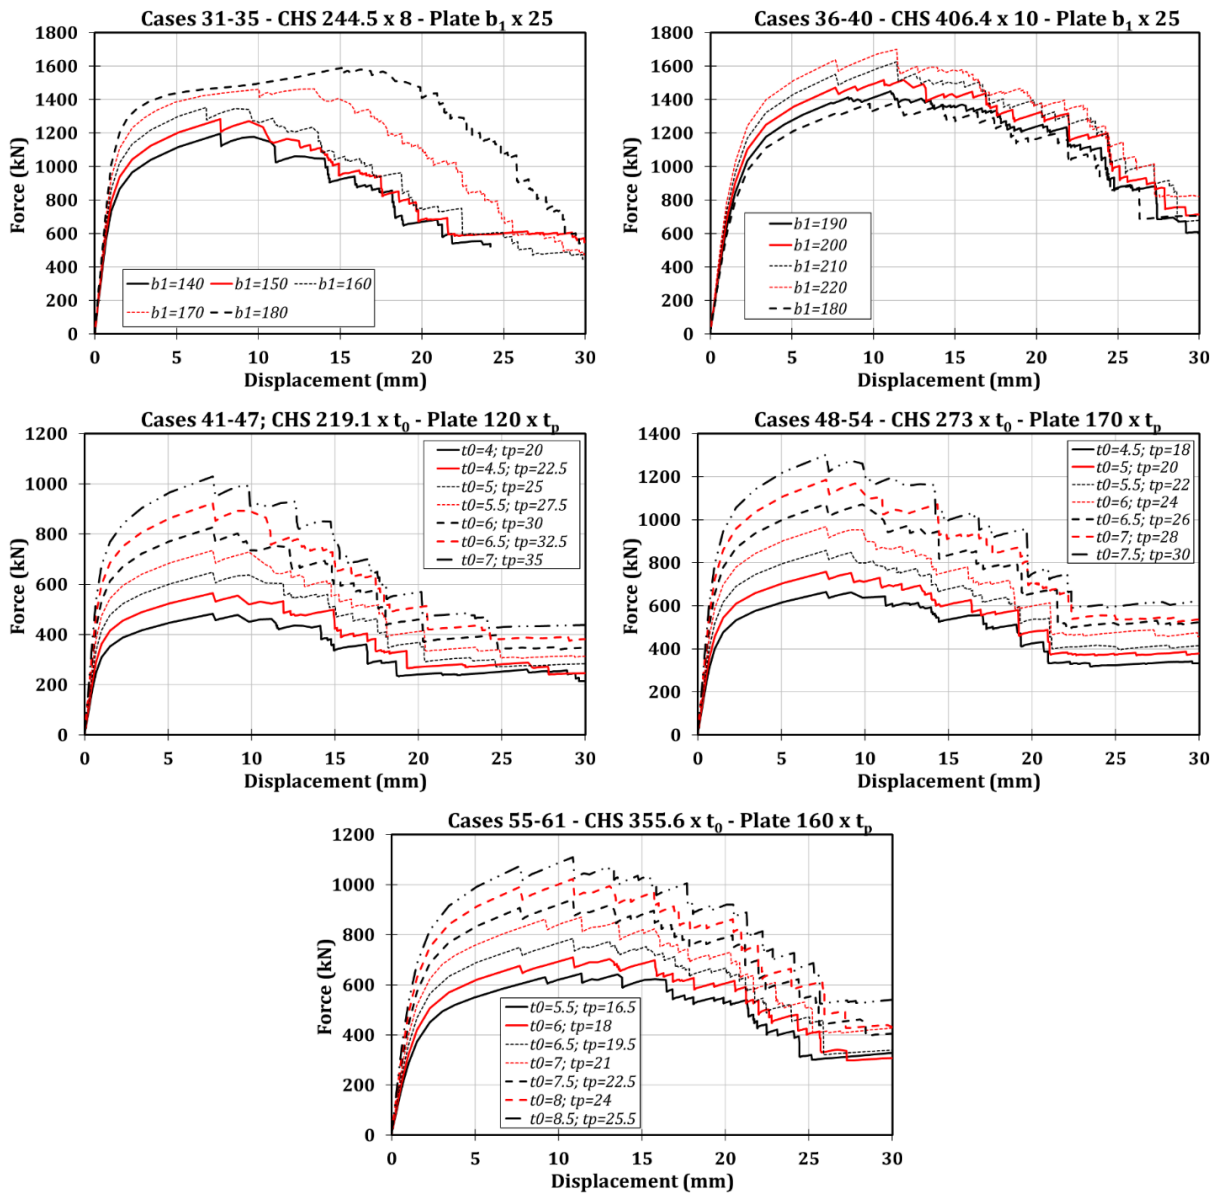 Cases 31-35 - CHS 244.5 x 8 - Plate b1 x 25
1800
1600
1400
1200
1000
800
600
400
200
0
Force (kN)
b1=140 b1=150 b1=160
b1=170 b1=180
0 5 10 15 20 25 30
Displacement (mm)
Cases 36-40 - CHS 406.4 x 10 - Plate b1 x 25
1800
1600
1400
1200
1000
800
600
400
200
0
Force (kN)
b1=190
b1=200
b1=210
b1=220
b1=180
0 5 10 15 20 25 30
Displacement (mm)
Cases 41-47; CHS 219.1 x t0 - Plate 120 x tp
1200
1000
800
600
400
200
0
Force (kN)
t0=4; tp=20
t0=4.5; tp=22.5
t0=5; tp=25
t0=5.5; tp=27.5
t0=6; tp=30
t0=6.5; tp=32.5
t0=7; tp=35
0 5 10 15 20 25 30
Displacement (mm)
Cases 48-54 - CHS 273 x t0 - Plate 170 x tp
1400
1200
1000
800
600
400
200
0
Force (kN)
t0=4.5; tp=18
t0=5; tp=20
t0=5.5; tp=22
t0=6; tp=24
t0=6.5; tp=26
t0=7; tp=28
t0=7.5; tp=30
0 5 10 15 20 25 30
Displacement (mm)
Cases 55-61 - CHS 355.6 x t0 - Plate 160 x tp
1200
1000
800
600
400
200
0
Force (kN)
t0=5.5; tp=16.5
t0=6; tp=18
t0=6.5; tp=19.5
t0=7; tp=21
t0=7.5; tp=22.5
t0=8; tp=24
t0=8.5; tp=25.5
0 5 10 15 20 25 30
Displacement (mm)